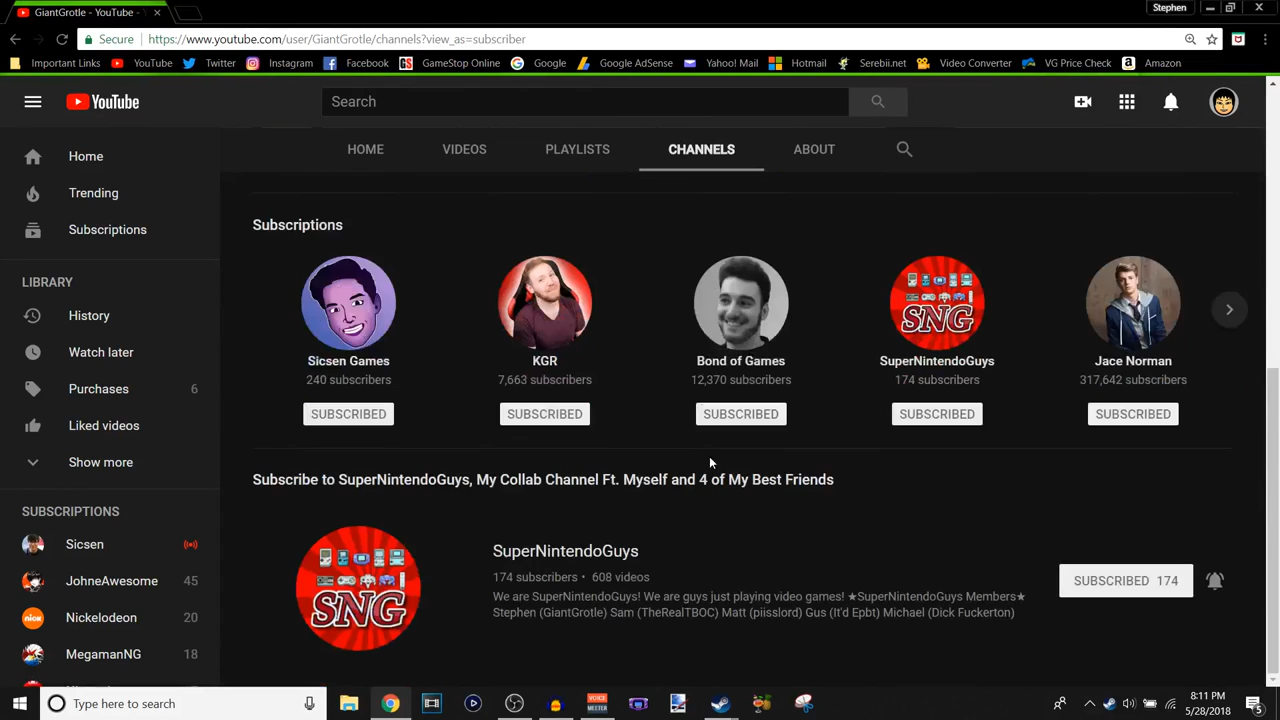 GiantGrotle - YouTube -
Stephen
Secure
https://www.youtube.com/user/GiantGrotle/channels?view_as=subscriber
Important Links YouTube Twitter Instagram Facebook GameStop Online Google Google AdSense Yahoo! Mail Hotmail Serebii.net Video Converter VG Price Check Amazon
YouTube
Search
HOME VIDEOS PLAYLISTS CHANNELS ABOUT
Home
Trending
Subscriptions
LIBRARY
History
Watch later
Purchases 6
Liked videos
Show more
SUBSCRIPTIONS
Sicsen
JohneAwesome 45
Nickelodeon 20
MegamanNG 18
Subscriptions
Sicsen Games
240 subscribers
SUBSCRIBED
KGR
7,663 subscribers
SUBSCRIBED
Bond of Games
12,370 subscribers
SUBSCRIBED
SNG
SuperNintendoGuys
174 subscribers
SUBSCRIBED
Jace Norman
317,642 subscribers
SUBSCRIBED
Subscribe to SuperNintendoGuys, My Collab Channel Ft. Myself and 4 of My Best Friends
SNG
SuperNintendoGuys
174 subscribers • 608 videos
We are SuperNintendoGuys! We are guys just playing video games! ★SuperNintendoGuys Members★
Stephen (GiantGrotle) Sam (TheRealTBOC) Matt (piisslord) Gus (It'd Epbt) Michael (Dick Fuckerton)
SUBSCRIBED 174
Type here to search
VOICE
MEETER
8:11 PM
5/28/2018
5